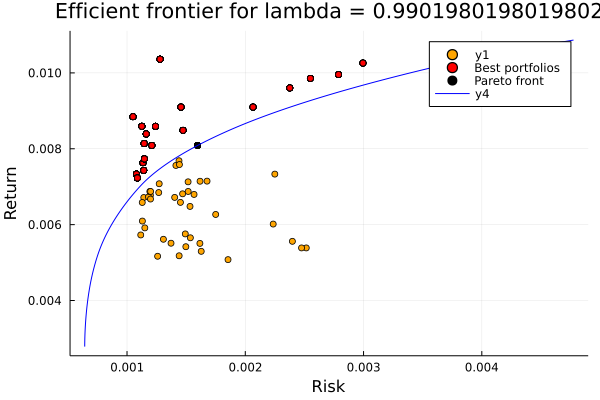 Efficient frontier for lambda = 0.9901980198019802
y1
Best portfolios
Pareto front
y4
0.010
0.008
0.006
0.004
Return
0.001
0.002
0.003
0.004
Risk